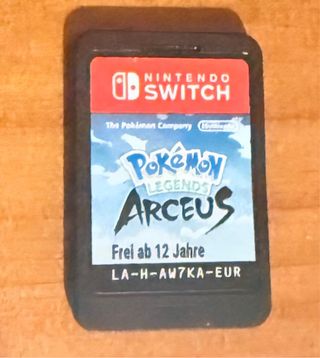 NINTENDO
SWITCH
The Pokémon Company Nintendo
POKéMON
LEGENDS
ARCEUS
Frei ab 12 Jahre
LA-H-AW7KA-EUR